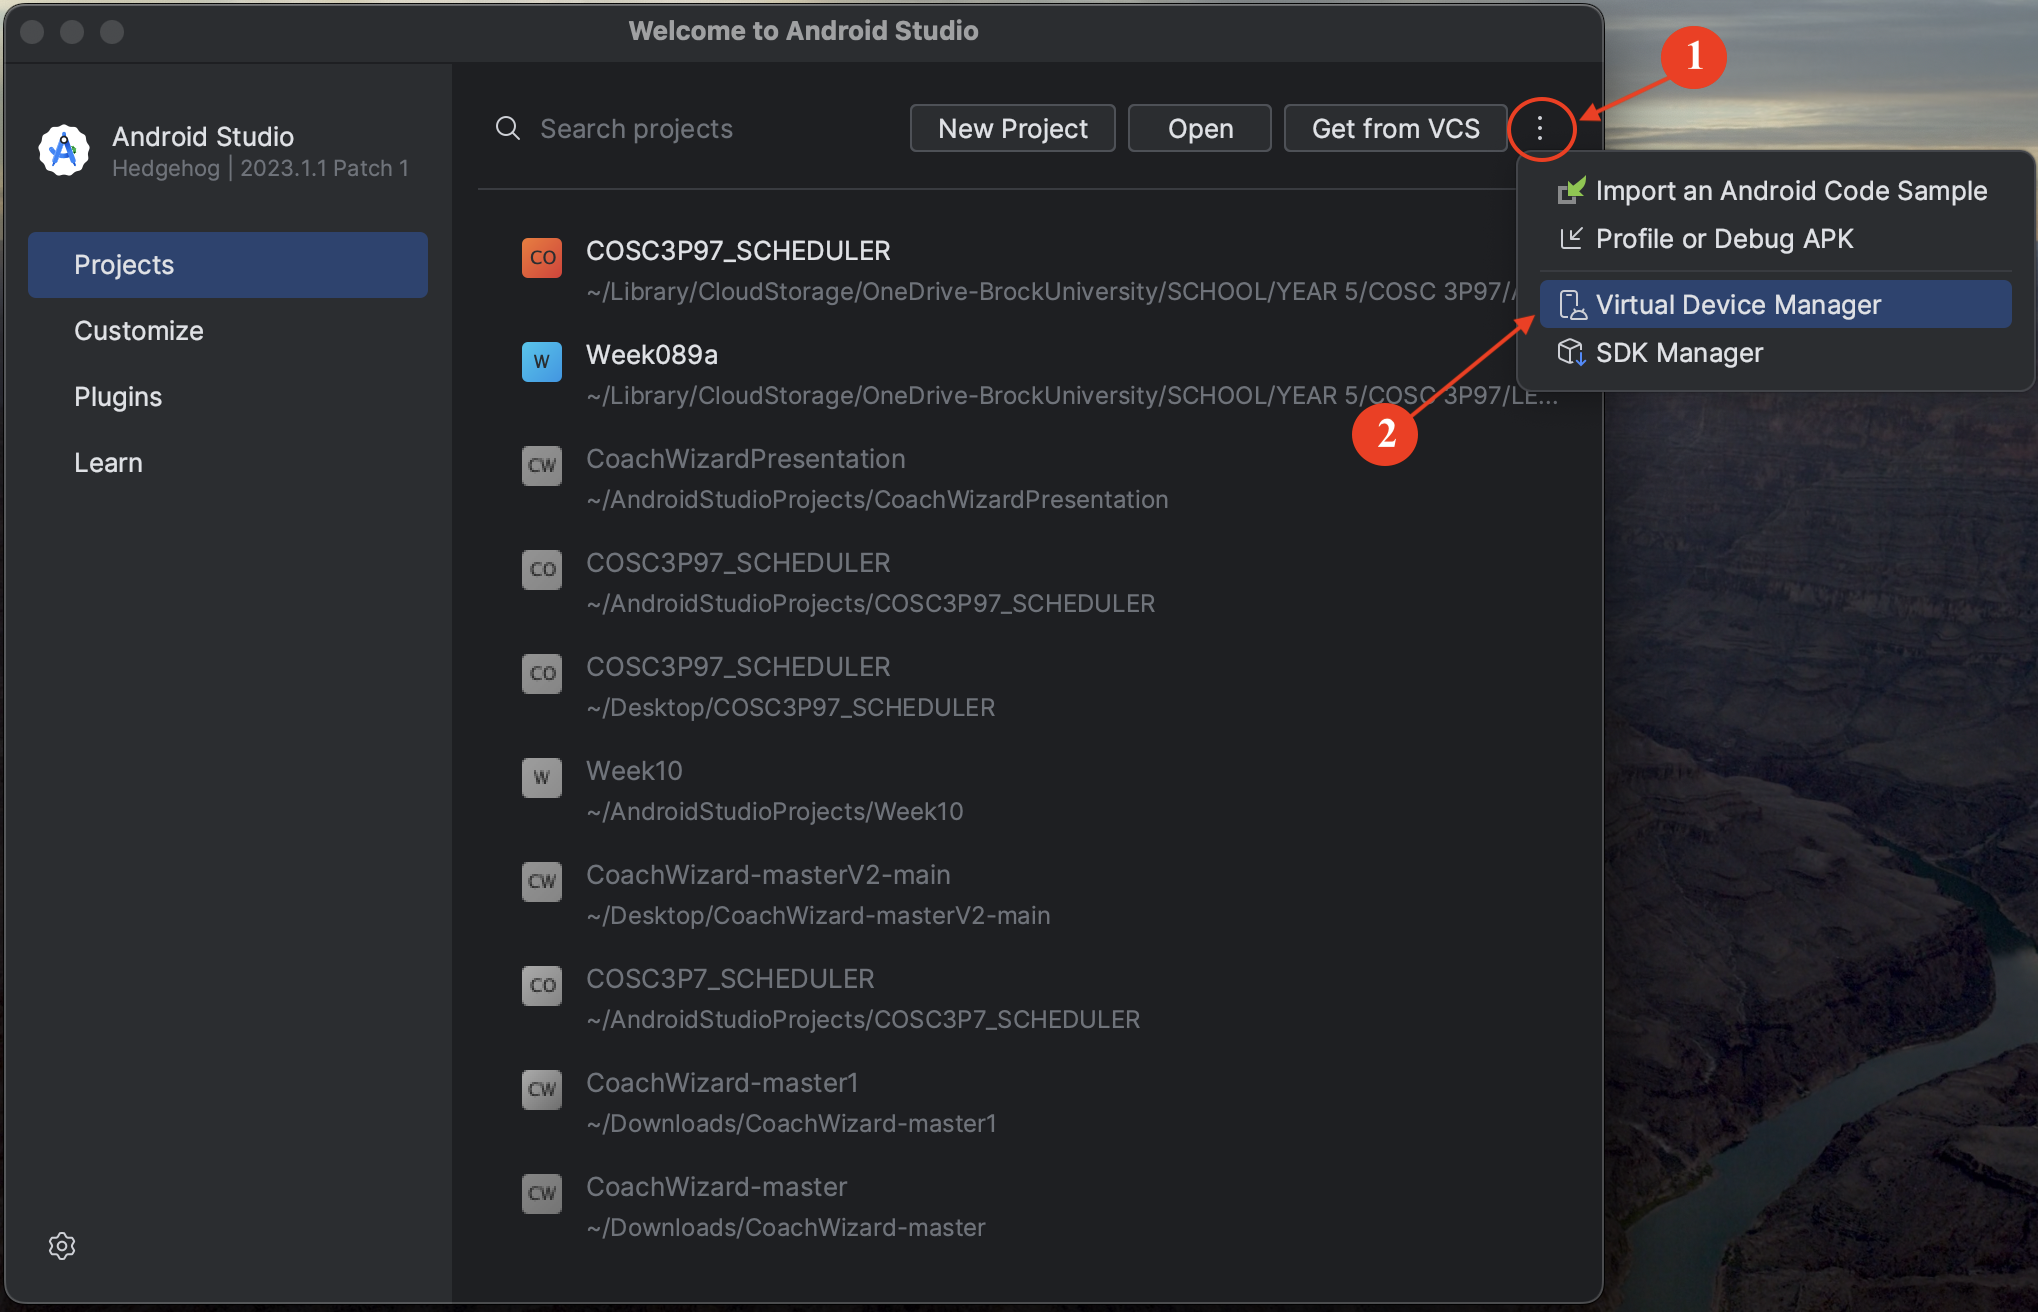 Welcome to Android Studio
1
Android Studio
Hedgehog | 2023.1.1 Patch 1
Search projects
New Project
Open
Get from VCS
Import an Android Code Sample
Profile or Debug APK
Virtual Device Manager
SDK Manager
2
Projects
Customize
Plugins
Learn
CO
COSC3P97_SCHEDULER
~/Library/CloudStorage/OneDrive-BrockUniversity/SCHOOL/YEAR 5/COSC 3P97/
W
Week089a
~/Library/CloudStorage/OneDrive-BrockUniversity/SCHOOL/YEAR 5/COSC 3P97/LE...
CW
CoachWizardPresentation
~/AndroidStudioProjects/CoachWizardPresentation
CO
COSC3P97_SCHEDULER
~/AndroidStudioProjects/COSC3P97_SCHEDULER
CO
COSC3P97_SCHEDULER
~/Desktop/COSC3P97_SCHEDULER
W
Week10
~/AndroidStudioProjects/Week10
CW
CoachWizard-masterV2-main
~/Desktop/CoachWizard-masterV2-main
CO
COSC3P7_SCHEDULER
~/AndroidStudioProjects/COSC3P7_SCHEDULER
CW
CoachWizard-master1
~/Downloads/CoachWizard-master1
CW
CoachWizard-master
~/Downloads/CoachWizard-master